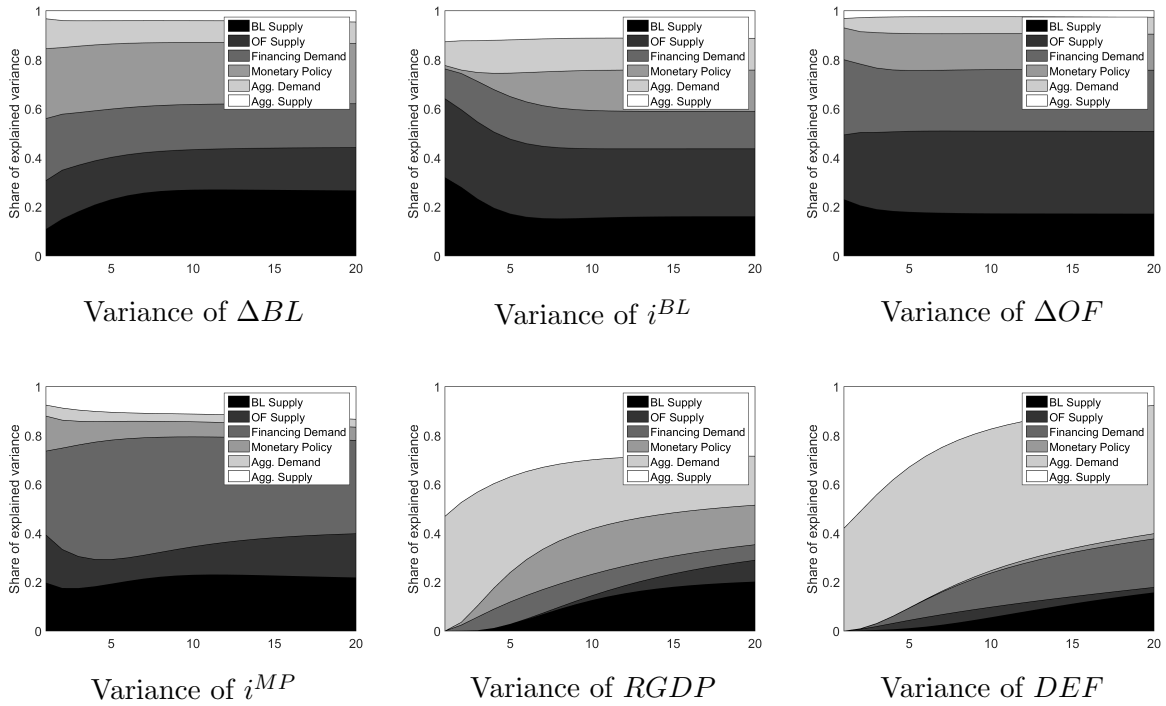 Share of explained variance
1
0.8
0.6
0.4
0.2
0
5
10
15
20
BL Supply
OF Supply
Financing Demand
Monetary Policy
Agg. Demand
Agg. Supply
Variance of ΔBL
Share of explained variance
1
0.8
0.6
0.4
0.2
0
5
10
15
20
BL Supply
OF Supply
Financing Demand
Monetary Policy
Agg. Demand
Agg. Supply
Variance of i^{BL}
Share of explained variance
1
0.8
0.6
0.4
0.2
0
5
10
15
20
BL Supply
OF Supply
Financing Demand
Monetary Policy
Agg. Demand
Agg. Supply
Variance of ΔOF
Share of explained variance
1
0.8
0.6
0.4
0.2
0
5
10
15
20
BL Supply
OF Supply
Financing Demand
Monetary Policy
Agg. Demand
Agg. Supply
Variance of i^{MP}
Share of explained variance
1
0.8
0.6
0.4
0.2
0
5
10
15
20
BL Supply
OF Supply
Financing Demand
Monetary Policy
Agg. Demand
Agg. Supply
Variance of RGDP
Share of explained variance
1
0.8
0.6
0.4
0.2
0
5
10
15
20
BL Supply
OF Supply
Financing Demand
Monetary Policy
Agg. Demand
Agg. Supply
Variance of DEF